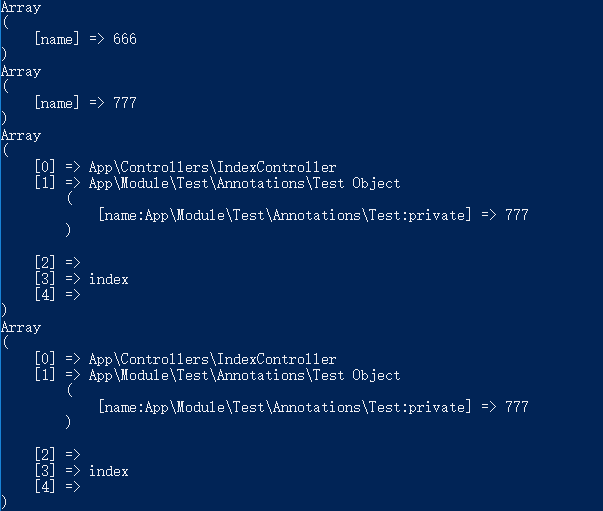 Array
(
    [name] => 666
)
Array
(
    [name] => 777
)
Array
(
    [0] => App\Controllers\IndexController
    [1] => App\Module\Test\Annotations\Test Object
        (
            [name:App\Module\Test\Annotations\Test:private] => 777
        )

    [2] =>
    [3] => index
    [4] =>
)
Array
(
    [0] => App\Controllers\IndexController
    [1] => App\Module\Test\Annotations\Test Object
        (
            [name:App\Module\Test\Annotations\Test:private] => 777
        )

    [2] =>
    [3] => index
    [4] =>
)